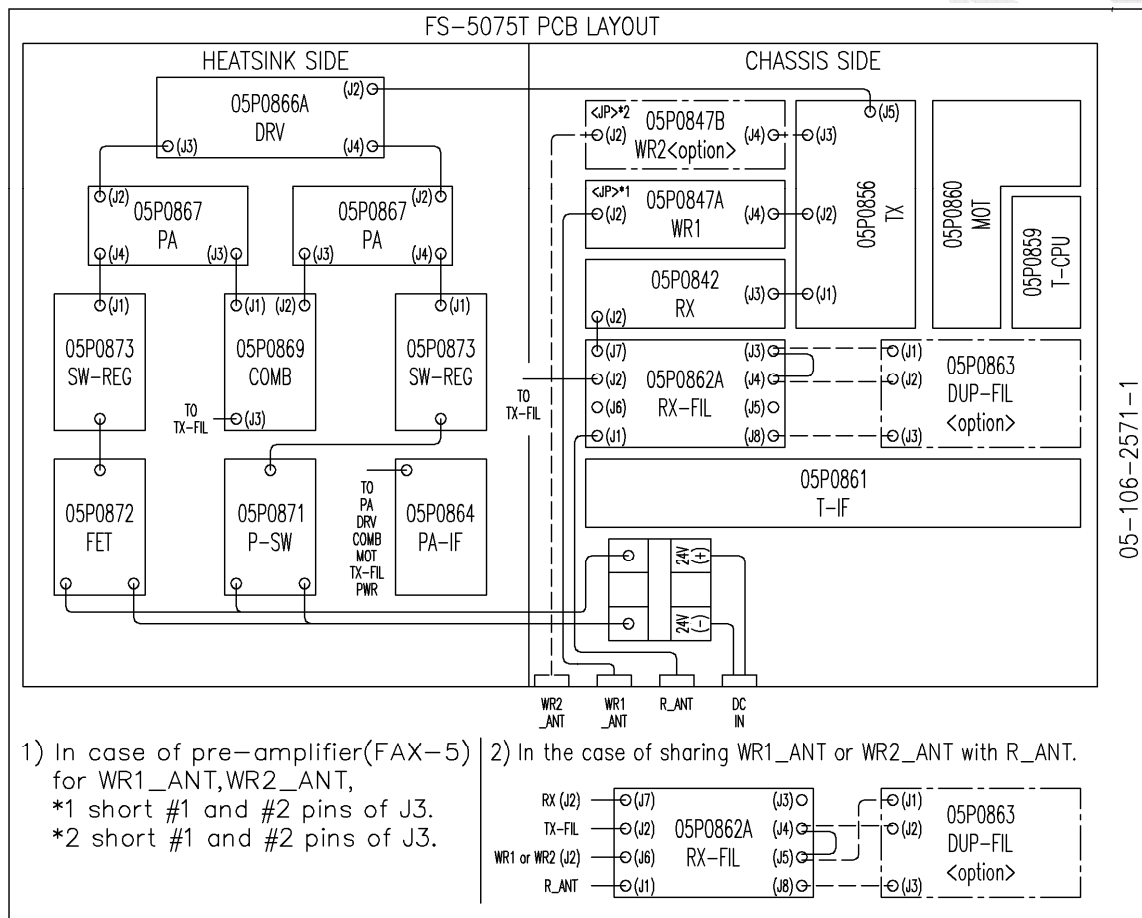 FS-5075T PCB LAYOUT
HEATSINK SIDE
05P0866A
DRV
(J2)
(J3)
(J4)
(J2)
05P0867
PA
(J4)
(J3)
05P0867
PA
(J2)
(J3)
(J4)
(J1)
05P0873
SW-REG
(J1)
(J2)
05P0869
COMB
(J3)
TO
TX-FIL
(J1)
05P0873
SW-REG
05P0872
FET
05P0871
P-SW
TO
PA
DRV
COMB
MOT
TX-FIL
PWR
05P0864
PA-IF
CHASSIS SIDE
<JP>*2
05P0847B
(J2)
WR2<option>
(J4)
<JP>*1
05P0847A
(J2)
WR1
(J4)
05P0842
RX
(J3)
(J2)
(J5)
(J3)
(J2)
(J1)
05P0856
TX
05P0860
MOT
05P0859
T-CPU
TO
TX-FIL
(J7)
(J2)
(J6)
(J1)
05P0862A
RX-FIL
(J3)
(J4)
(J5)
(J8)
(J1)
(J2)
(J3)
05P0863
DUP-FIL
<option>
05P0861
T-IF
24V
(+)
24V
(-)
WR2
_ANT
WR1
_ANT
R_ANT
DC
IN
05-106-2571-1
1) In case of pre-amplifier(FAX-5)
for WR1_ANT,WR2_ANT,
*1 short #1 and #2 pins of J3.
*2 short #1 and #2 pins of J3.
2) In the case of sharing WR1_ANT or WR2_ANT with R_ANT.
RX (J2)
TX-FIL
WR1 or WR2 (J2)
R_ANT
(J7)
(J2)
(J6)
(J1)
05P0862A
RX-FIL
(J3)
(J4)
(J5)
(J8)
(J1)
(J2)
(J3)
05P0863
DUP-FIL
<option>